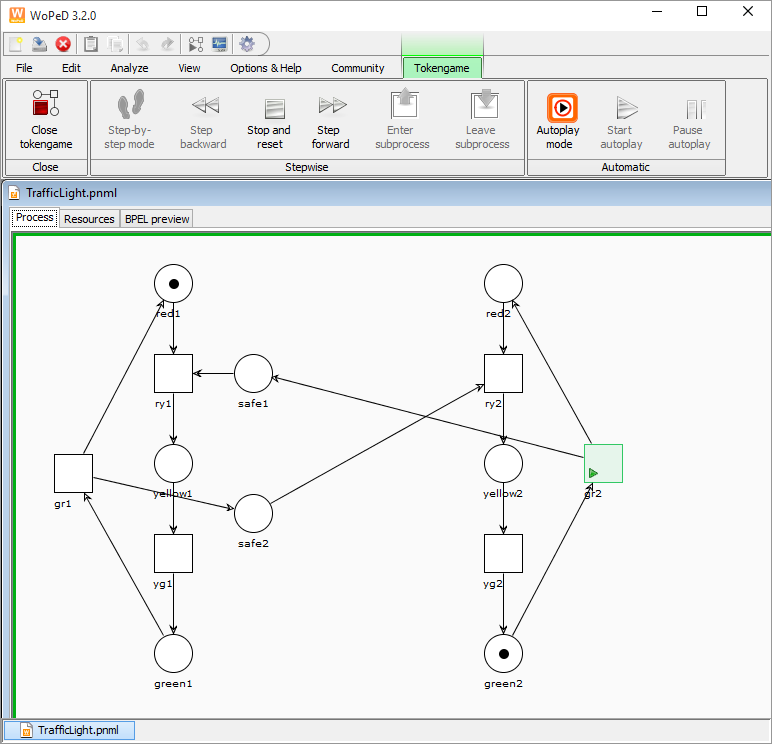 WoPeD 3.2.0
File Edit Analyze View Options & Help Community Tokengame
Close tokengame
Step-by-step mode
Step backward
Stop and reset
Step forward
Enter subprocess
Leave subprocess
Autoplay mode
Start autoplay
Pause autoplay
Close Stepwise Automatic
TrafficLight.pnml
Process Resources BPEL preview
red1 red2
ry1 safe1 ry2
yellow1 yellow2 gr2
gr1
safe2
yg1 yg2
green1 green2
TrafficLight.pnml